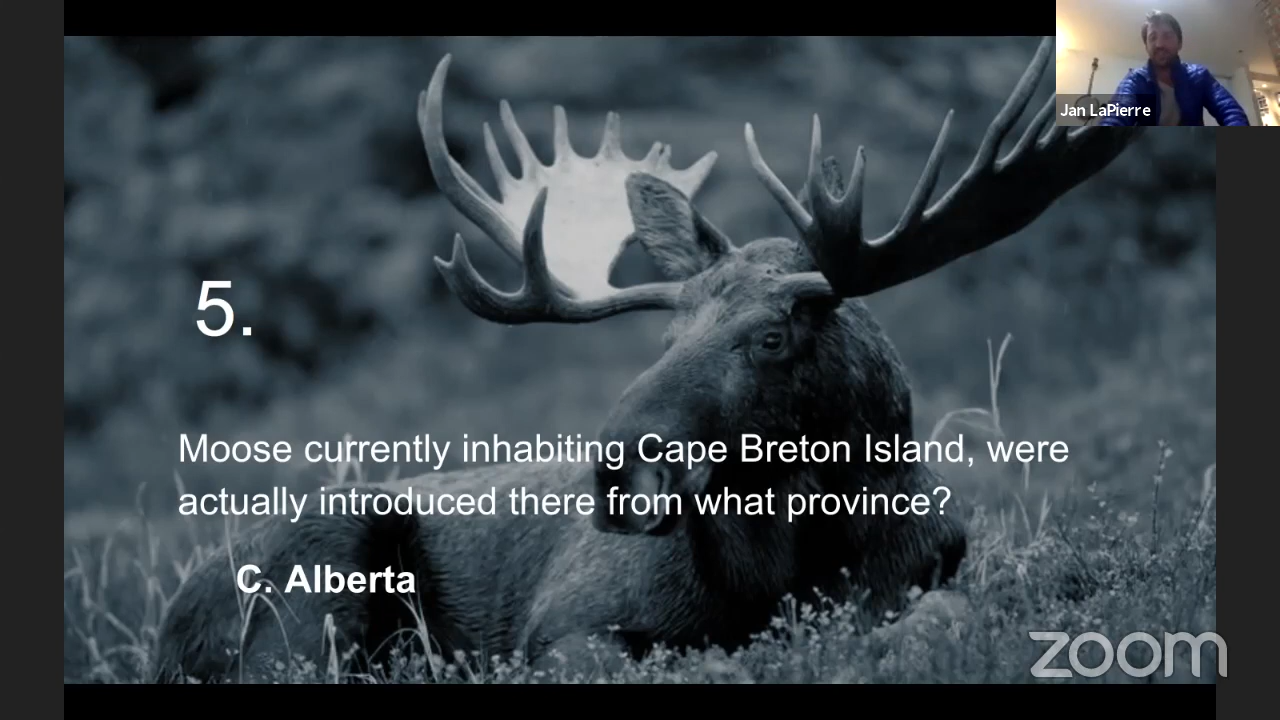 Jan LaPierre
5.
Moose currently inhabiting Cape Breton Island, were
actually introduced there from what province?
C. Alberta
zoom